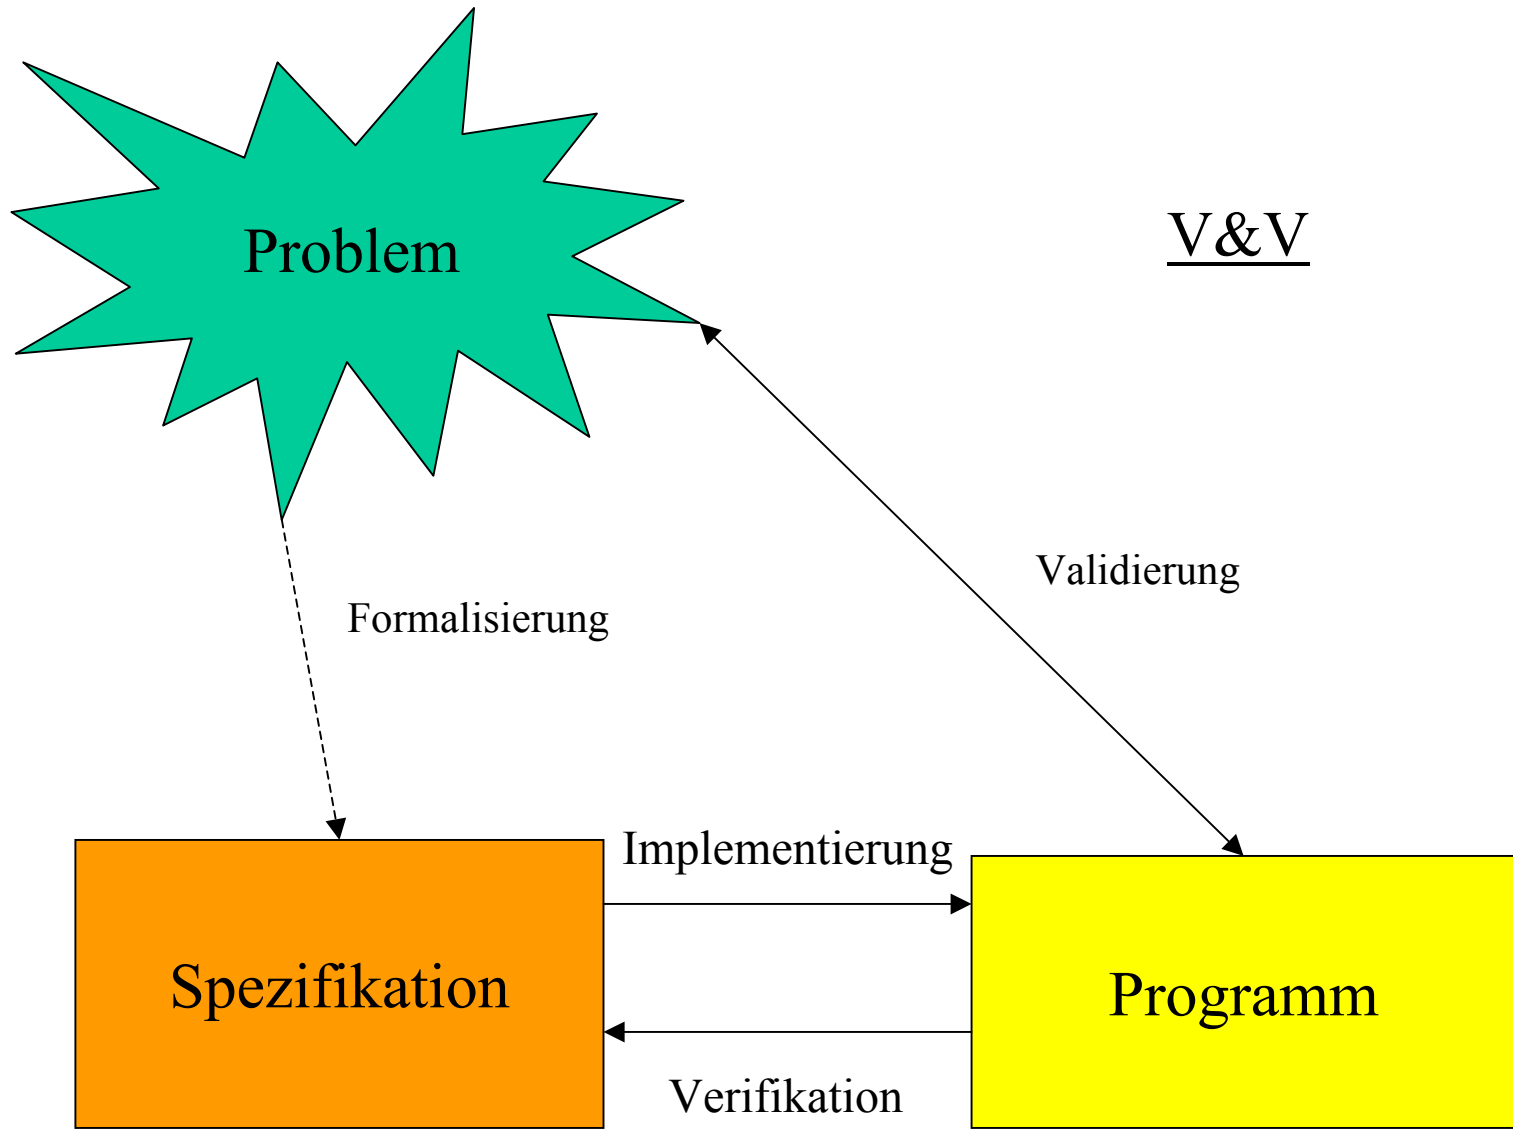 V&V
Problem
Validierung
Formalisierung
Implementierung
Spezifikation
Programm
Verifikation